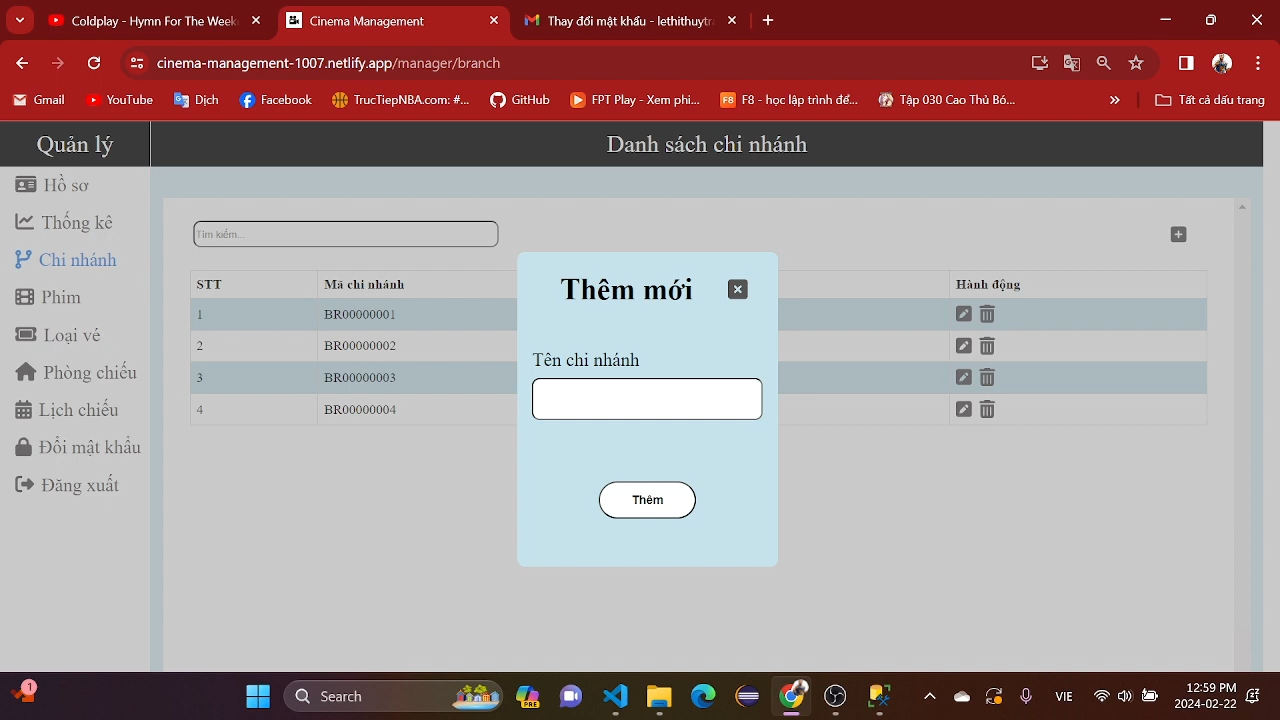 Coldplay - Hymn For The Week
Cinema Management
Thay đổi mật khẩu - lethithuytra
cinema-management-1007.netlify.app/manager/branch
Gmail
YouTube
Dịch
Facebook
TrucTiepNBA.com: #...
GitHub
FPT Play - Xem phi...
F8 - học lập trình để...
Tập 030 Cao Thủ Bó...
Tất cả dấu trang
Quản lý
Danh sách chi nhánh
Hồ sơ
Thống kê
Chi nhánh
Phim
Loại vé
Phòng chiếu
Lịch chiếu
Đổi mật khẩu
Đăng xuất
Tìm kiếm...
STT Mã chi nhánh Hành động
1 BR00000001
2 BR00000002
3 BR00000003
4 BR00000004
Thêm mới
Tên chi nhánh
Thêm
1
Search
PRE
VIE
12:59 PM
2024-02-22